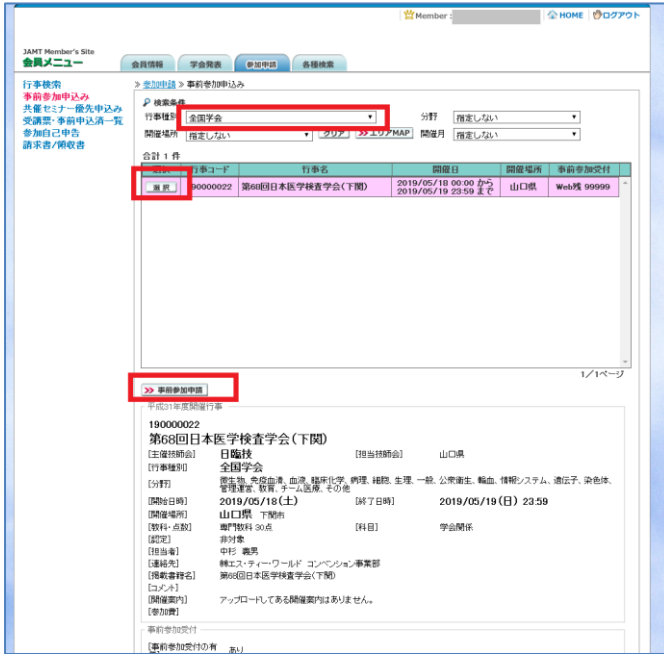 Member :
HOME
ログアウト
JAMT Member's Site
会員メニュー
会員情報
学会発表
参加申請
各種検索
行事検索
事前参加申込み
共催セミナー優先申込み
受講票・事前申込済一覧
参加自己申告
請求書/領収書
≫ 参加申請 ≫ 事前参加申込み
検索条件
行事種別 全国学会
分野 指定しない
開催場所 指定しない クリア エリアMAP 開催月 指定しない
合計 1 件
選択 行事コード 行事名 開催日 開催場所 事前参加受付
選択 190000022 第68回日本医学検査学会(下関) 2019/05/18 00:00 から 2019/05/19 23:59 まで 山口県 Web残 99999
1/1ページ
事前参加申請
平成31年度開催行事
190000022
第68回日本医学検査学会(下関)
[主催技師会] 日臨技 [担当技師会] 山口県
[行事種別] 全国学会
[分野] 微生物, 免疫血清, 血液, 臨床化学, 病理, 細胞, 生理, 一般, 公衆衛生, 輸血, 情報システム, 遺伝子, 染色体, 管理運営, 教育, チーム医療, その他
[開始日時] 2019/05/18(土) [終了日時] 2019/05/19(日) 23:59
[開催場所] 山口県 下関市
[教科・点数] 専門教科 30点 [科目] 学会関係
[認定] 非対象
[担当者] 中杉 義男
[連絡先] ㈱エス・ティー・ワールド コンベンション事業部
[掲載書籍名] 第68回日本医学検査学会(下関)
[コメント]
[開催案内] アップロードしてある開催案内はありません。
[参加費]
事前参加受付
[事前参加受付の有 あり